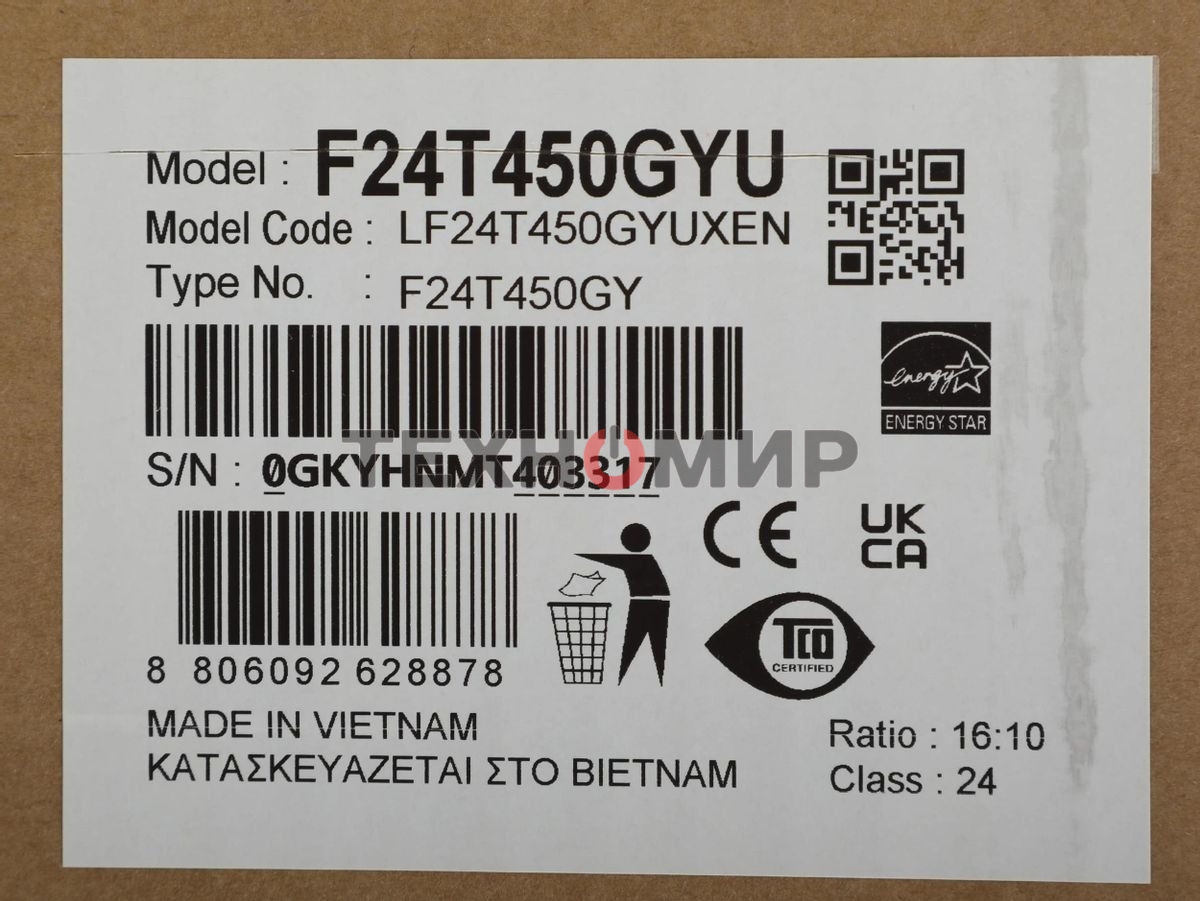 Model : F24T450GYU
Model Code : LF24T450GYUXEN
Type No. : F24T450GY
energy
ENERGY STAR
ТЕХНОМИР
S/N : 0GKYHNMT403317
CE
UK
CA
TCO
CERTIFIED
8 806092 628878
MADE IN VIETNAM
ΚΑΤΑΣΚΕΥΑΖΕΤΑΙ ΣΤΟ ΒΙΕΤΝΑΜ
Ratio : 16:10
Class : 24